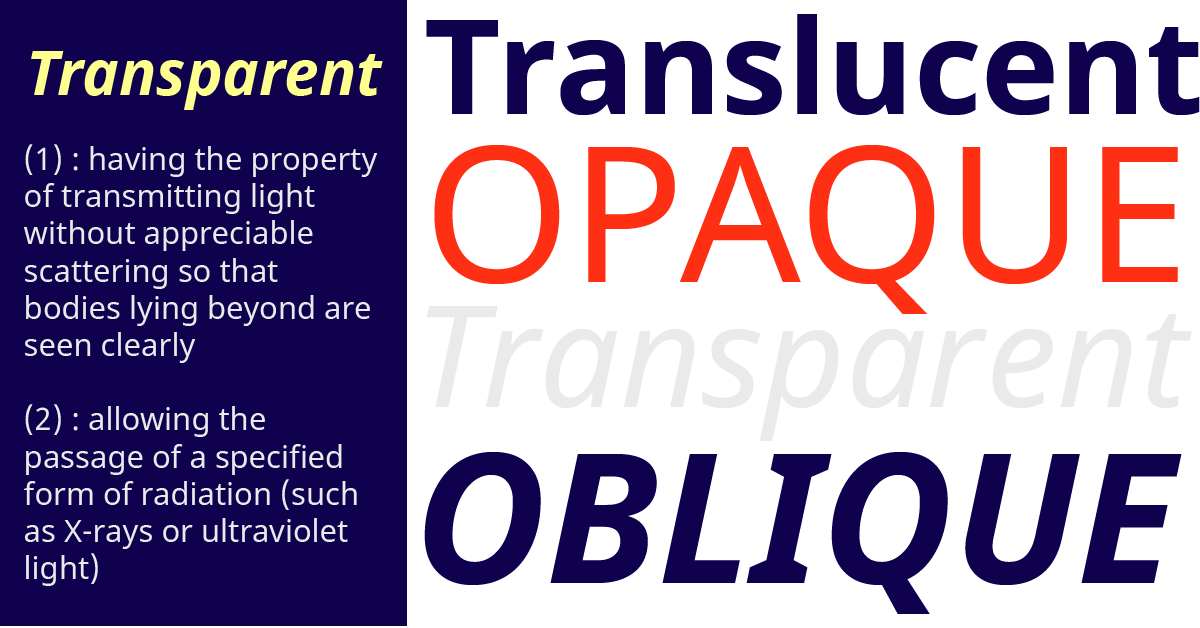 Transparent
(1) : having the property
of transmitting light
without appreciable
scattering so that
bodies lying beyond are
seen clearly
(2) : allowing the
passage of a specified
form of radiation (such
as X-rays or ultraviolet
light)
Translucent
OPAQUE
Transparent
OBLIQUE